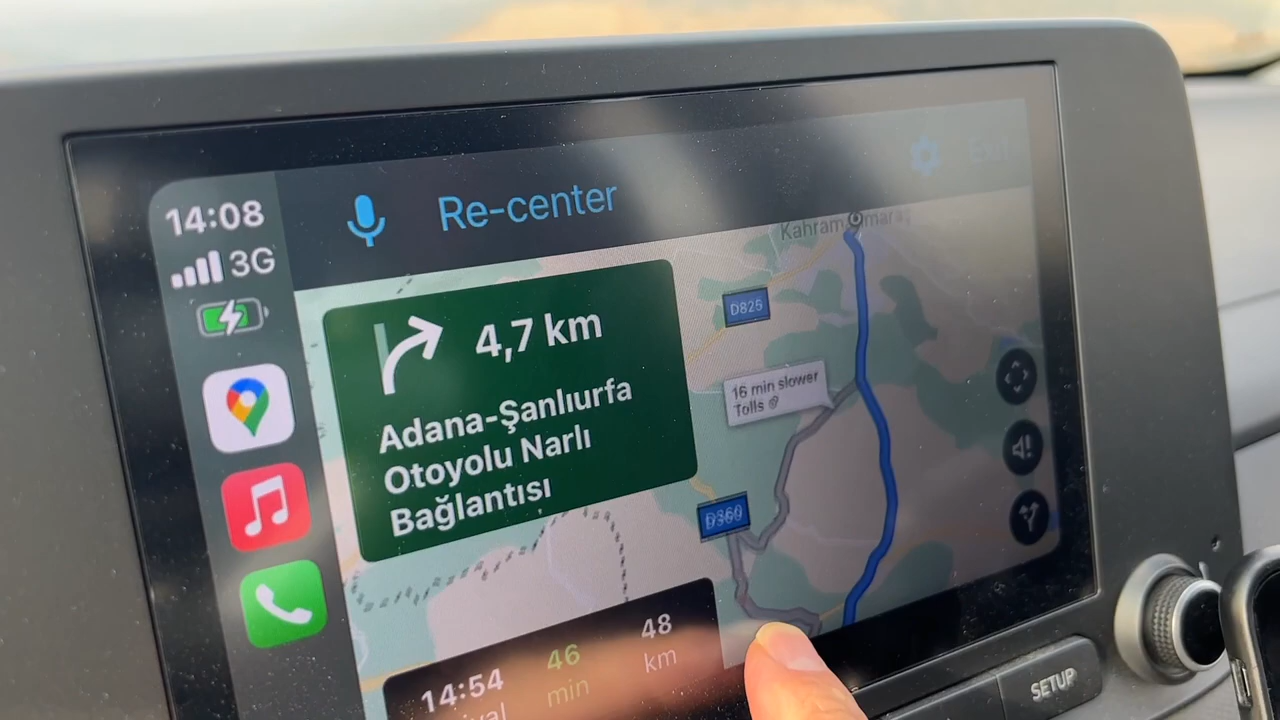 14:08
3G
Re-center
4,7 km
Adana-Şanlıurfa
Otoyolu Narlı
Bağlantısı
D825
16 min slower
Tolls
D360
14:54
46
min
48
km
SETUP